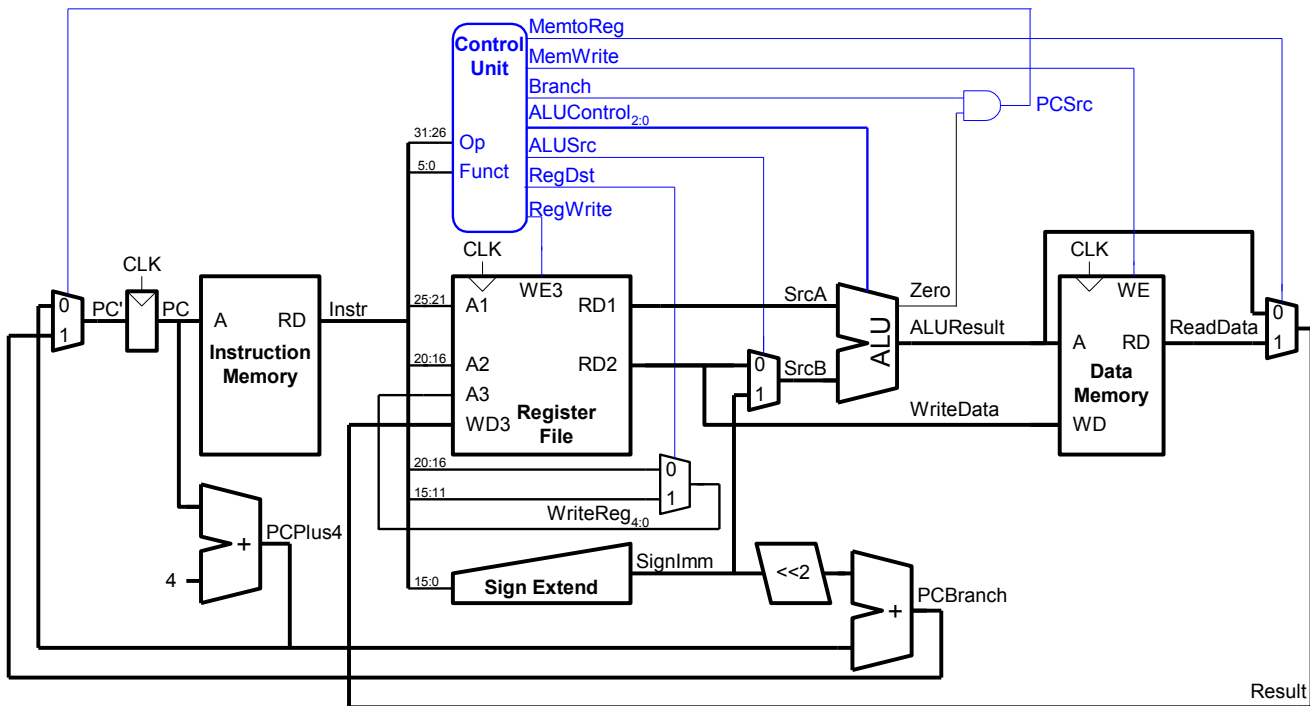 MemtoReg
Control
Unit
MemWrite
Branch
ALUControl2:0
PCSrc
31:26
Op
ALUSrc
5:0
Funct
RegDst
RegWrite
CLK
CLK
CLK
0
1
PC'
PC
A
RD
Instruction
Memory
Instr
25:21
A1
WE3
RD1
SrcA
Zero
ALU
ALUResult
WE
A
RD
ReadData
0
1
20:16
A2
RD2
0
1
SrcB
A3
WD3
Register
File
WriteData
Data
Memory
WD
20:16
0
15:11
1
WriteReg4:0
PCPlus4
+
4
SignImm
15:0
Sign Extend
<<2
+
PCBranch
Result